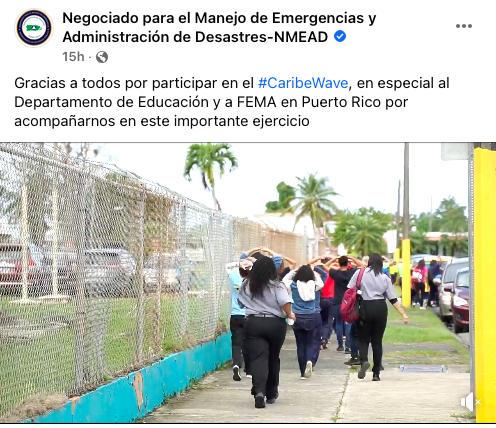 Negociado para el Manejo de Emergencias y
Administración de Desastres-NMEAD
15h ·
Gracias a todos por participar en el #CaribeWave, en especial al
Departamento de Educación y a FEMA en Puerto Rico por
acompañarnos en este importante ejercicio